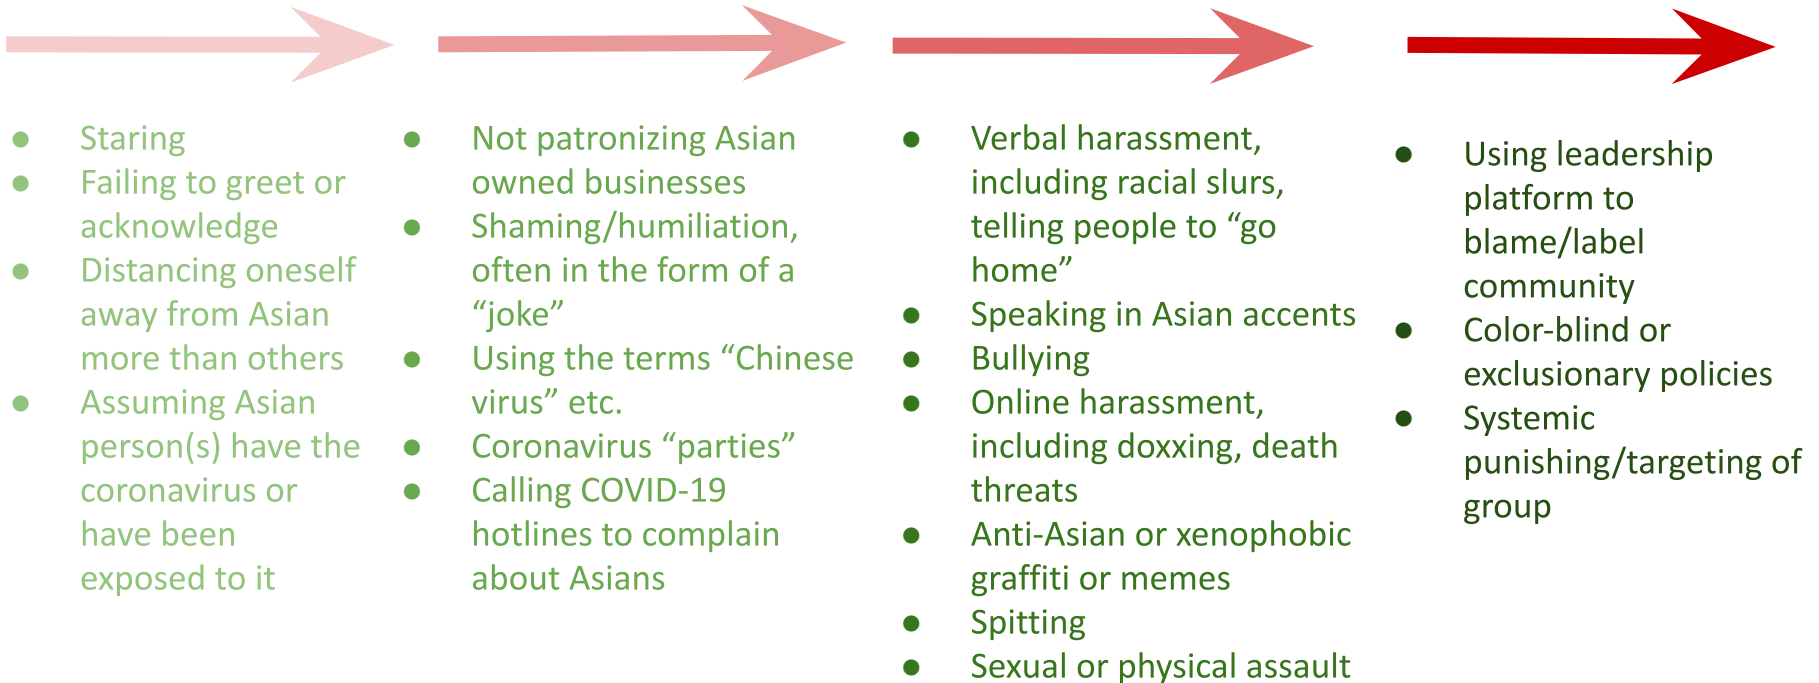 ● Staring
● Failing to greet or
acknowledge
● Distancing oneself
away from Asian
more than others
● Assuming Asian
person(s) have the
coronavirus or
have been
exposed to it
● Not patronizing Asian
owned businesses
● Shaming/humiliation,
often in the form of a
“joke”
● Using the terms “Chinese
virus” etc.
● Coronavirus “parties”
● Calling COVID-19
hotlines to complain
about Asians
● Verbal harassment,
including racial slurs,
telling people to “go
home”
● Speaking in Asian accents
● Bullying
● Online harassment,
including doxxing, death
threats
● Anti-Asian or xenophobic
graffiti or memes
● Spitting
● Sexual or physical assault
● Using leadership
platform to
blame/label
community
● Color-blind or
exclusionary policies
● Systemic
punishing/targeting of
group